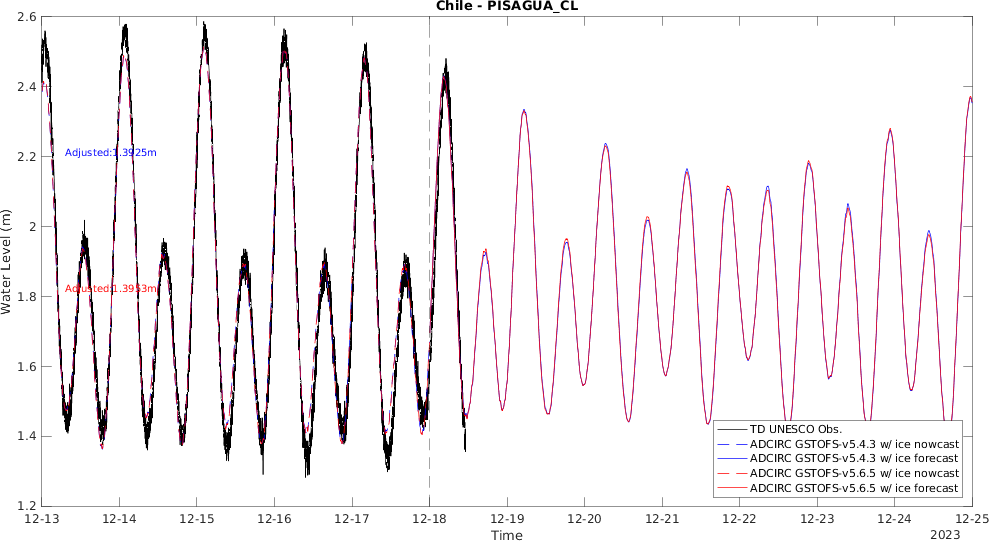 Chile - PISAGUA_CL
2.6
2.4
2.2
2
1.8
1.6
1.4
1.2
Water Level (m)
Adjusted:1.3925m
Adjusted:1.3953m
TD UNESCO Obs.
ADCIRC GSTOFS-v5.4.3 w/ ice nowcast
ADCIRC GSTOFS-v5.4.3 w/ ice forecast
ADCIRC GSTOFS-v5.6.5 w/ ice nowcast
ADCIRC GSTOFS-v5.6.5 w/ ice forecast
12-13 12-14 12-15 12-16 12-17 12-18 12-19 12-20 12-21 12-22 12-23 12-24 12-25
Time
2023